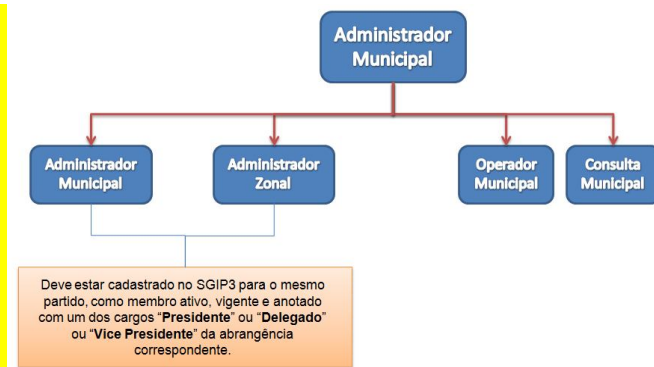 Administrador
Municipal
Administrador
Municipal
Administrador
Zonal
Operador
Municipal
Consulta
Municipal
Deve estar cadastrado no SGIP3 para o mesmo
partido, como membro ativo, vigente e anotado
com um dos cargos “Presidente” ou “Delegado”
ou “Vice Presidente” da abrangência
correspondente.